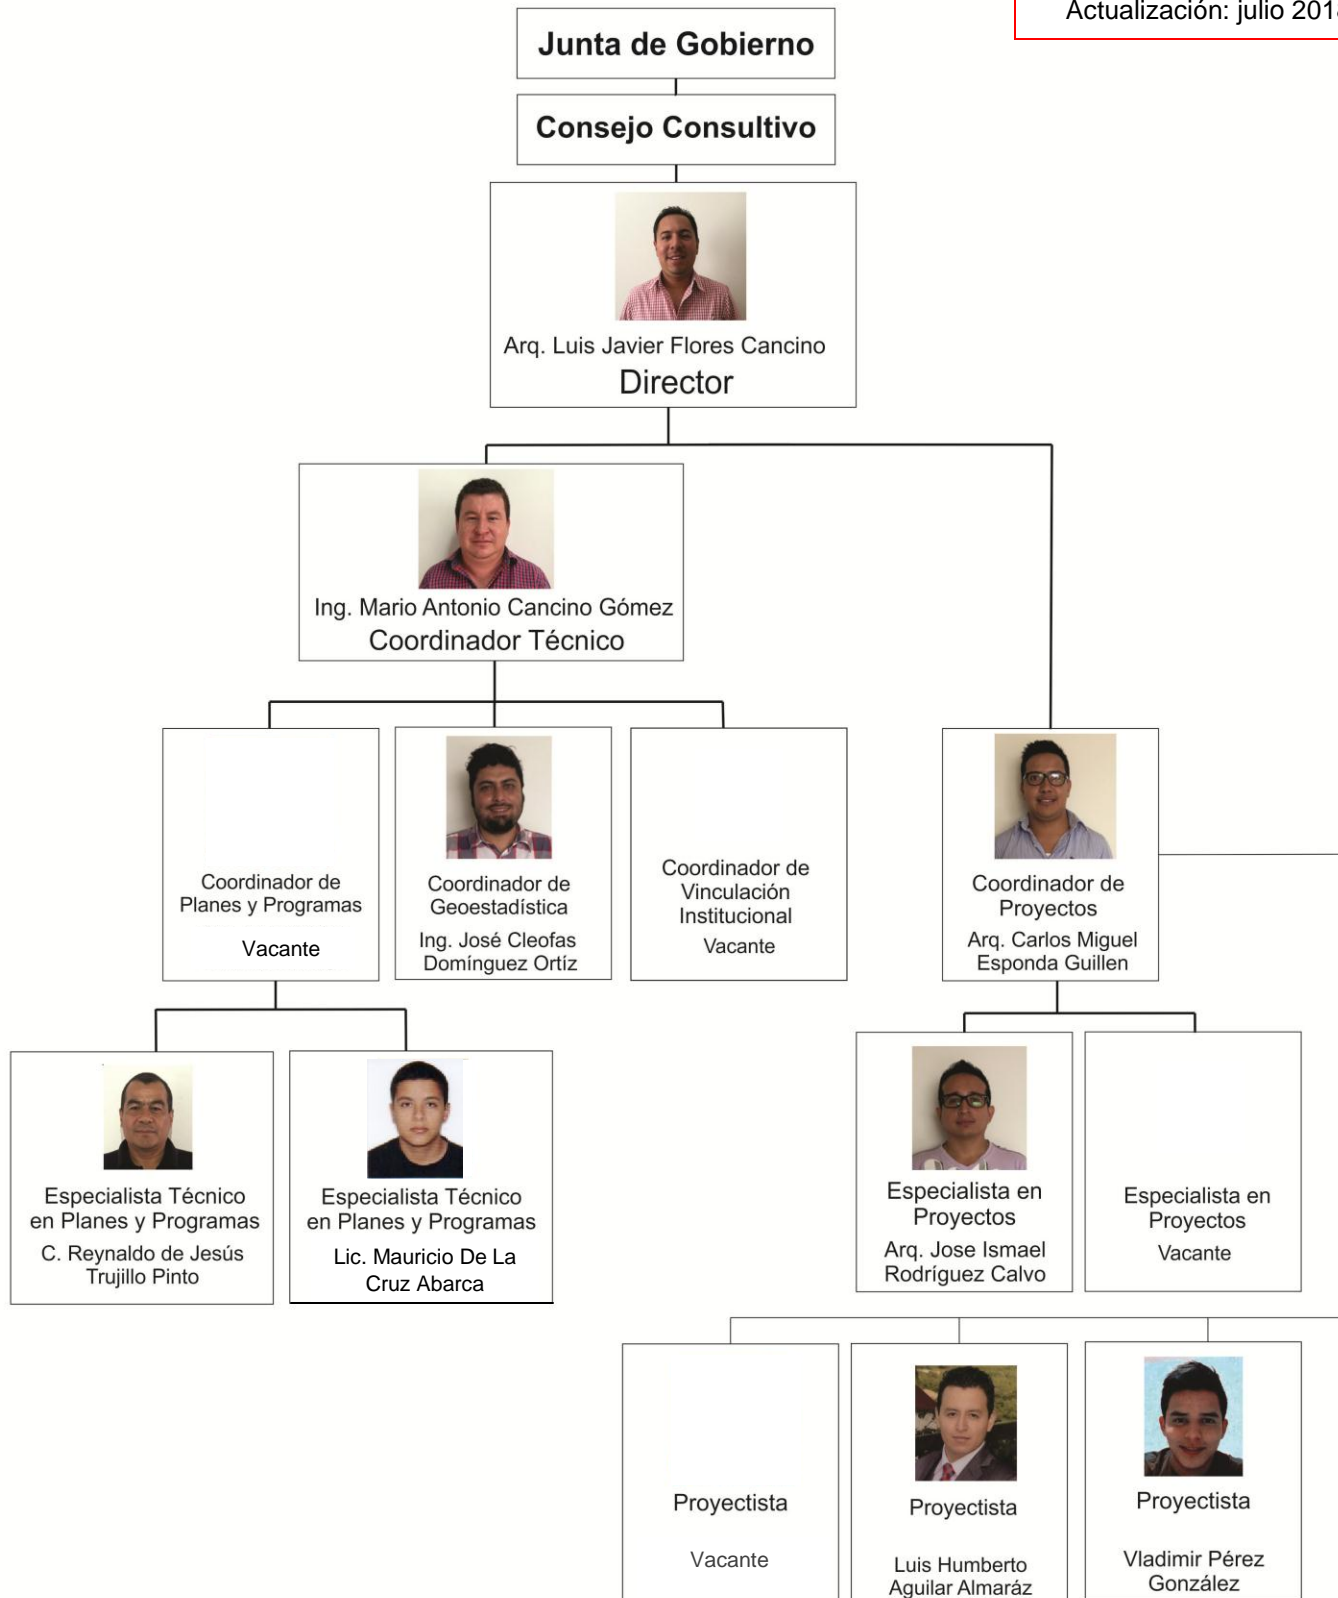 Actualización: julio 2018
Junta de Gobierno
Consejo Consultivo
Arq. Luis Javier Flores Cancino
Director
Ing. Mario Antonio Cancino Gómez
Coordinador Técnico
Coordinador de
Planes y Programas
Vacante
Coordinador de
Geoestadística
Ing. José Cleofas
Domínguez Ortíz
Coordinador de
Vinculación
Institucional
Vacante
Coordinador de
Proyectos
Arq. Carlos Miguel
Esponda Guillen
Especialista Técnico
en Planes y Programas
C. Reynaldo de Jesús
Trujillo Pinto
Especialista Técnico
en Planes y Programas
Lic. Mauricio De La
Cruz Abarca
Especialista en
Proyectos
Arq. Jose Ismael
Rodríguez Calvo
Especialista en
Proyectos
Vacante
Proyectista
Vacante
Proyectista
Luis Humberto
Aguilar Almaráz
Proyectista
Vladimir Pérez
González